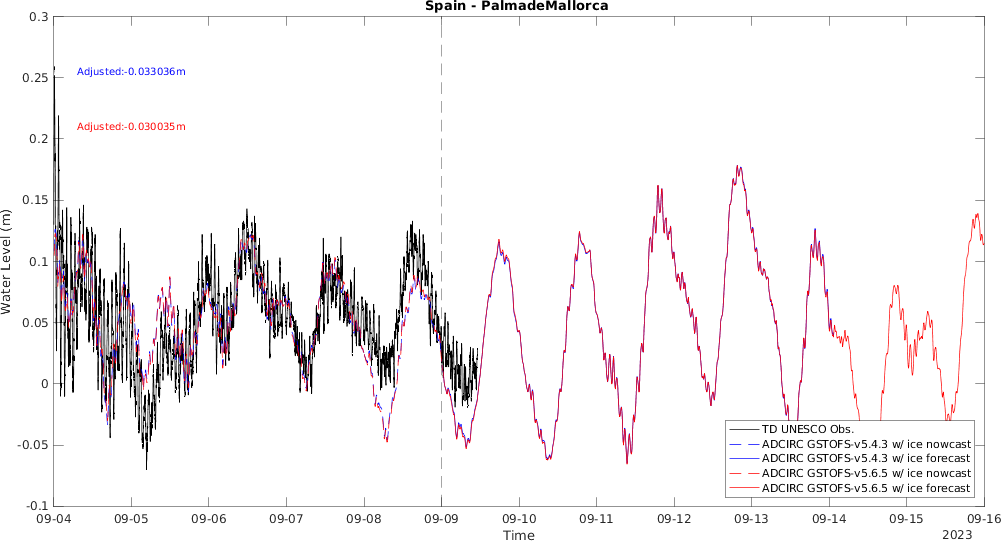 Spain - PalmadeMallorca
0.3
0.25
0.2
0.15
0.1
0.05
0
-0.05
-0.1
Water Level (m)
Adjusted:-0.033036m
Adjusted:-0.030035m
TD UNESCO Obs.
ADCIRC GSTOFS-v5.4.3 w/ ice nowcast
ADCIRC GSTOFS-v5.4.3 w/ ice forecast
ADCIRC GSTOFS-v5.6.5 w/ ice nowcast
ADCIRC GSTOFS-v5.6.5 w/ ice forecast
09-04 09-05 09-06 09-07 09-08 09-09 09-10 09-11 09-12 09-13 09-14 09-15 09-16
Time
2023